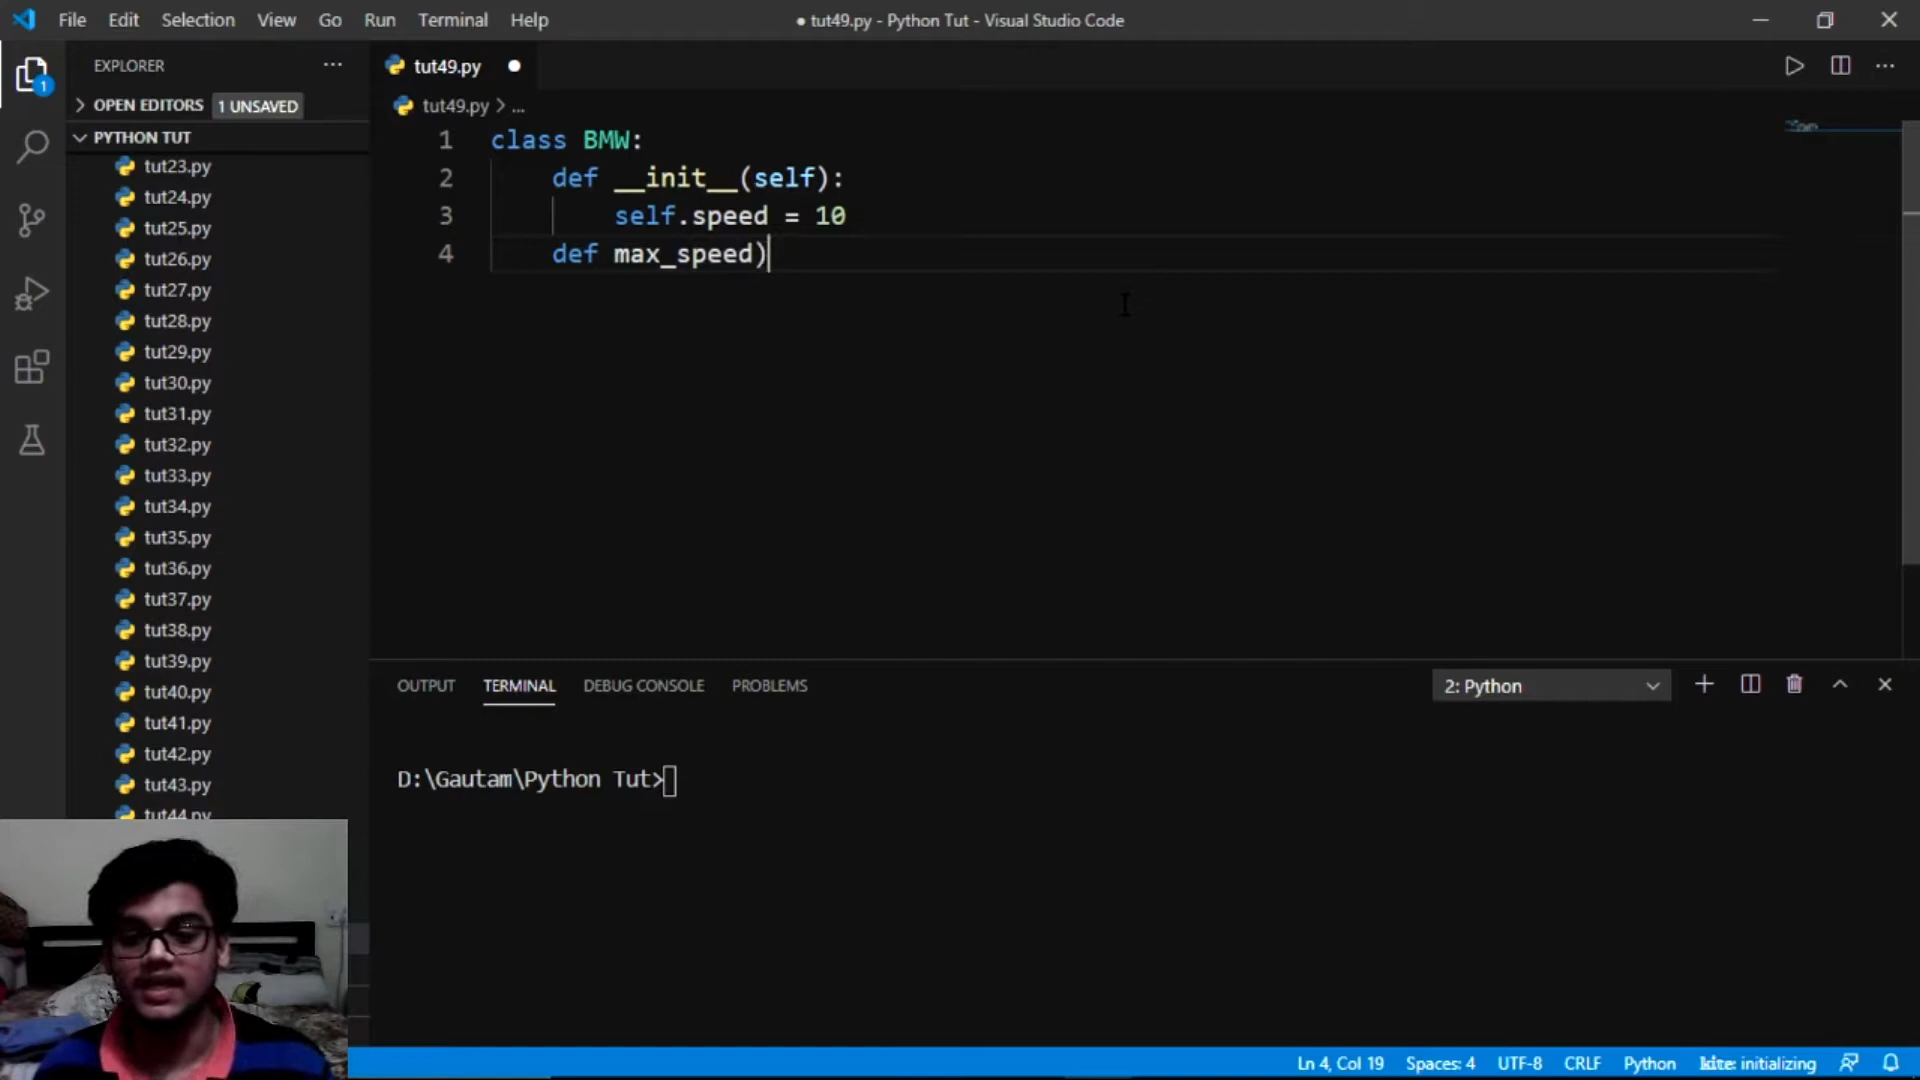 File Edit Selection View Go Run Terminal Help
● tut49.py - Python Tut - Visual Studio Code
EXPLORER
OPEN EDITORS 1 UNSAVED
PYTHON TUT
tut23.py
tut24.py
tut25.py
tut26.py
tut27.py
tut28.py
tut29.py
tut30.py
tut31.py
tut32.py
tut33.py
tut34.py
tut35.py
tut36.py
tut37.py
tut38.py
tut39.py
tut40.py
tut41.py
tut42.py
tut43.py
tut44.py
1
tut49.py
tut49.py > ...
1 class BMW:
2 def __init__(self):
3 self.speed = 10
4 def max_speed)
OUTPUT TERMINAL DEBUG CONSOLE PROBLEMS
2: Python
D:\Gautam\Python Tut>
Ln 4, Col 19 Spaces: 4 UTF-8 CRLF Python initializing